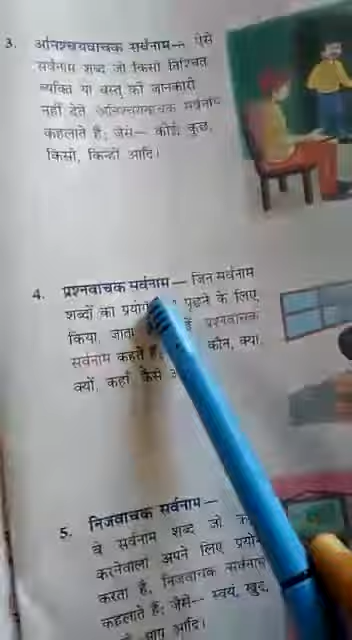 3. अनिश्चयवाचक सर्वनाम— ऐसे
सर्वनाम शब्द जो किसी निश्चित
व्यक्ति या वस्तु की जानकारी
नहीं देते अनिश्चयवाचक सर्वनाम
कहलाते हैं; जैसे— कोई, कुछ,
किसी, किन्हीं आदि।
4. प्रश्नवाचक सर्वनाम— जिन सर्वनाम
शब्दों का प्रयोग पूछने के लिए
किया जाता प्रश्नवाचक
सर्वनाम कहते हैं; कौन, क्या,
क्यों, कहाँ कैसे
5. निजवाचक सर्वनाम—
वे सर्वनाम शब्द जो
करनेवाला अपने लिए
करता है, निजवाचक सर्वनाम
कहलाते हैं; जैसे— स्वयं, खुद,
आप आदि।